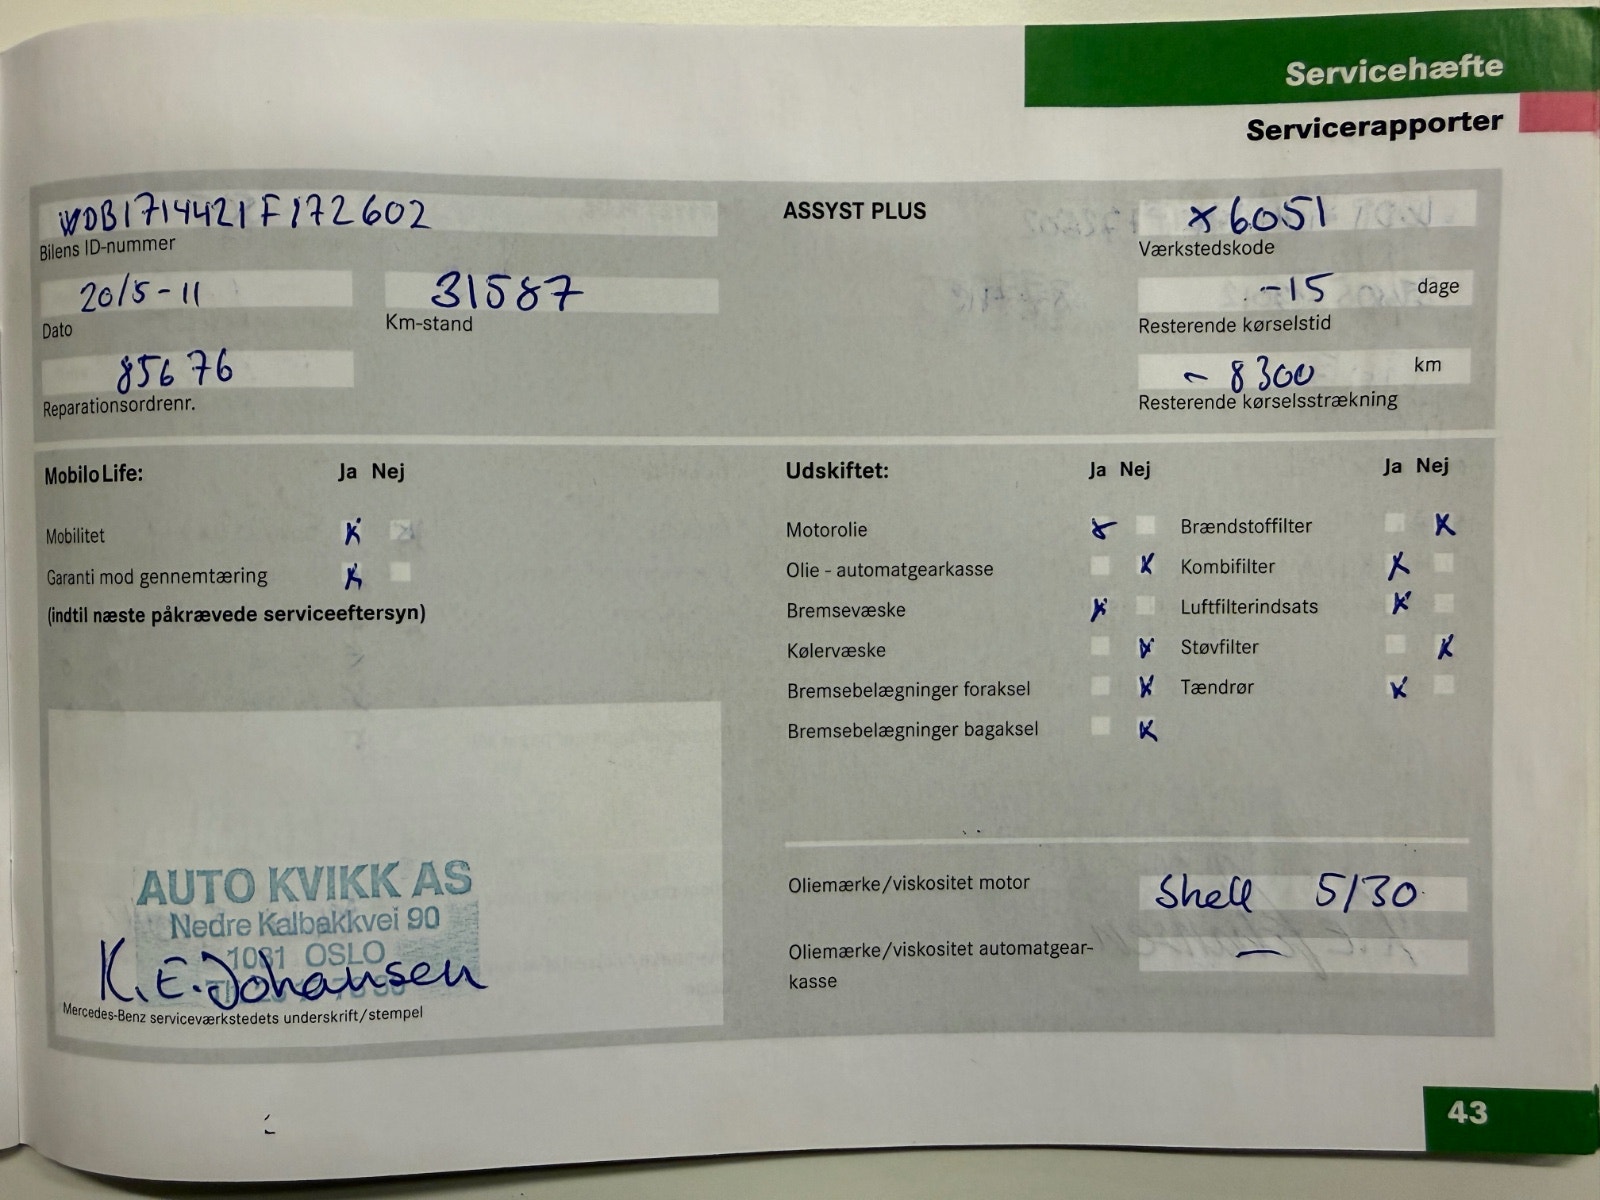 Servicehæfte
Servicerapporter
WDB1714421F172602
Bilens ID-nummer
20/5-11
Dato
31587
Km-stand
85676
Reparationsordrenr.
ASSYST PLUS
x6051
Værkstedskode
-15 dage
Resterende kørselstid
- 8300 km
Resterende kørselsstrækning
MobiloLife: Ja Nej
Mobilitet x
Garanti mod gennemtæring x
(indtil næste påkrævede serviceeftersyn)
AUTO KVIKK AS
Nedre Kalbakkvei 90
1081 OSLO
K.E. Johansen
Mercedes-Benz serviceværkstedets underskrift/stempel
Udskiftet: Ja Nej
Motorolie x
Olie - automatgearkasse x
Bremsevæske x
Kølervæske x
Bremsebelægninger foraksel x
Bremsebelægninger bagaksel x
Ja Nej
Brændstoffilter x
Kombifilter x
Luftfilterindsats x
Støvfilter x
Tændrør x
Oliemærke/viskositet motor Shell 5/30
Oliemærke/viskositet automatgear- —
kasse
43